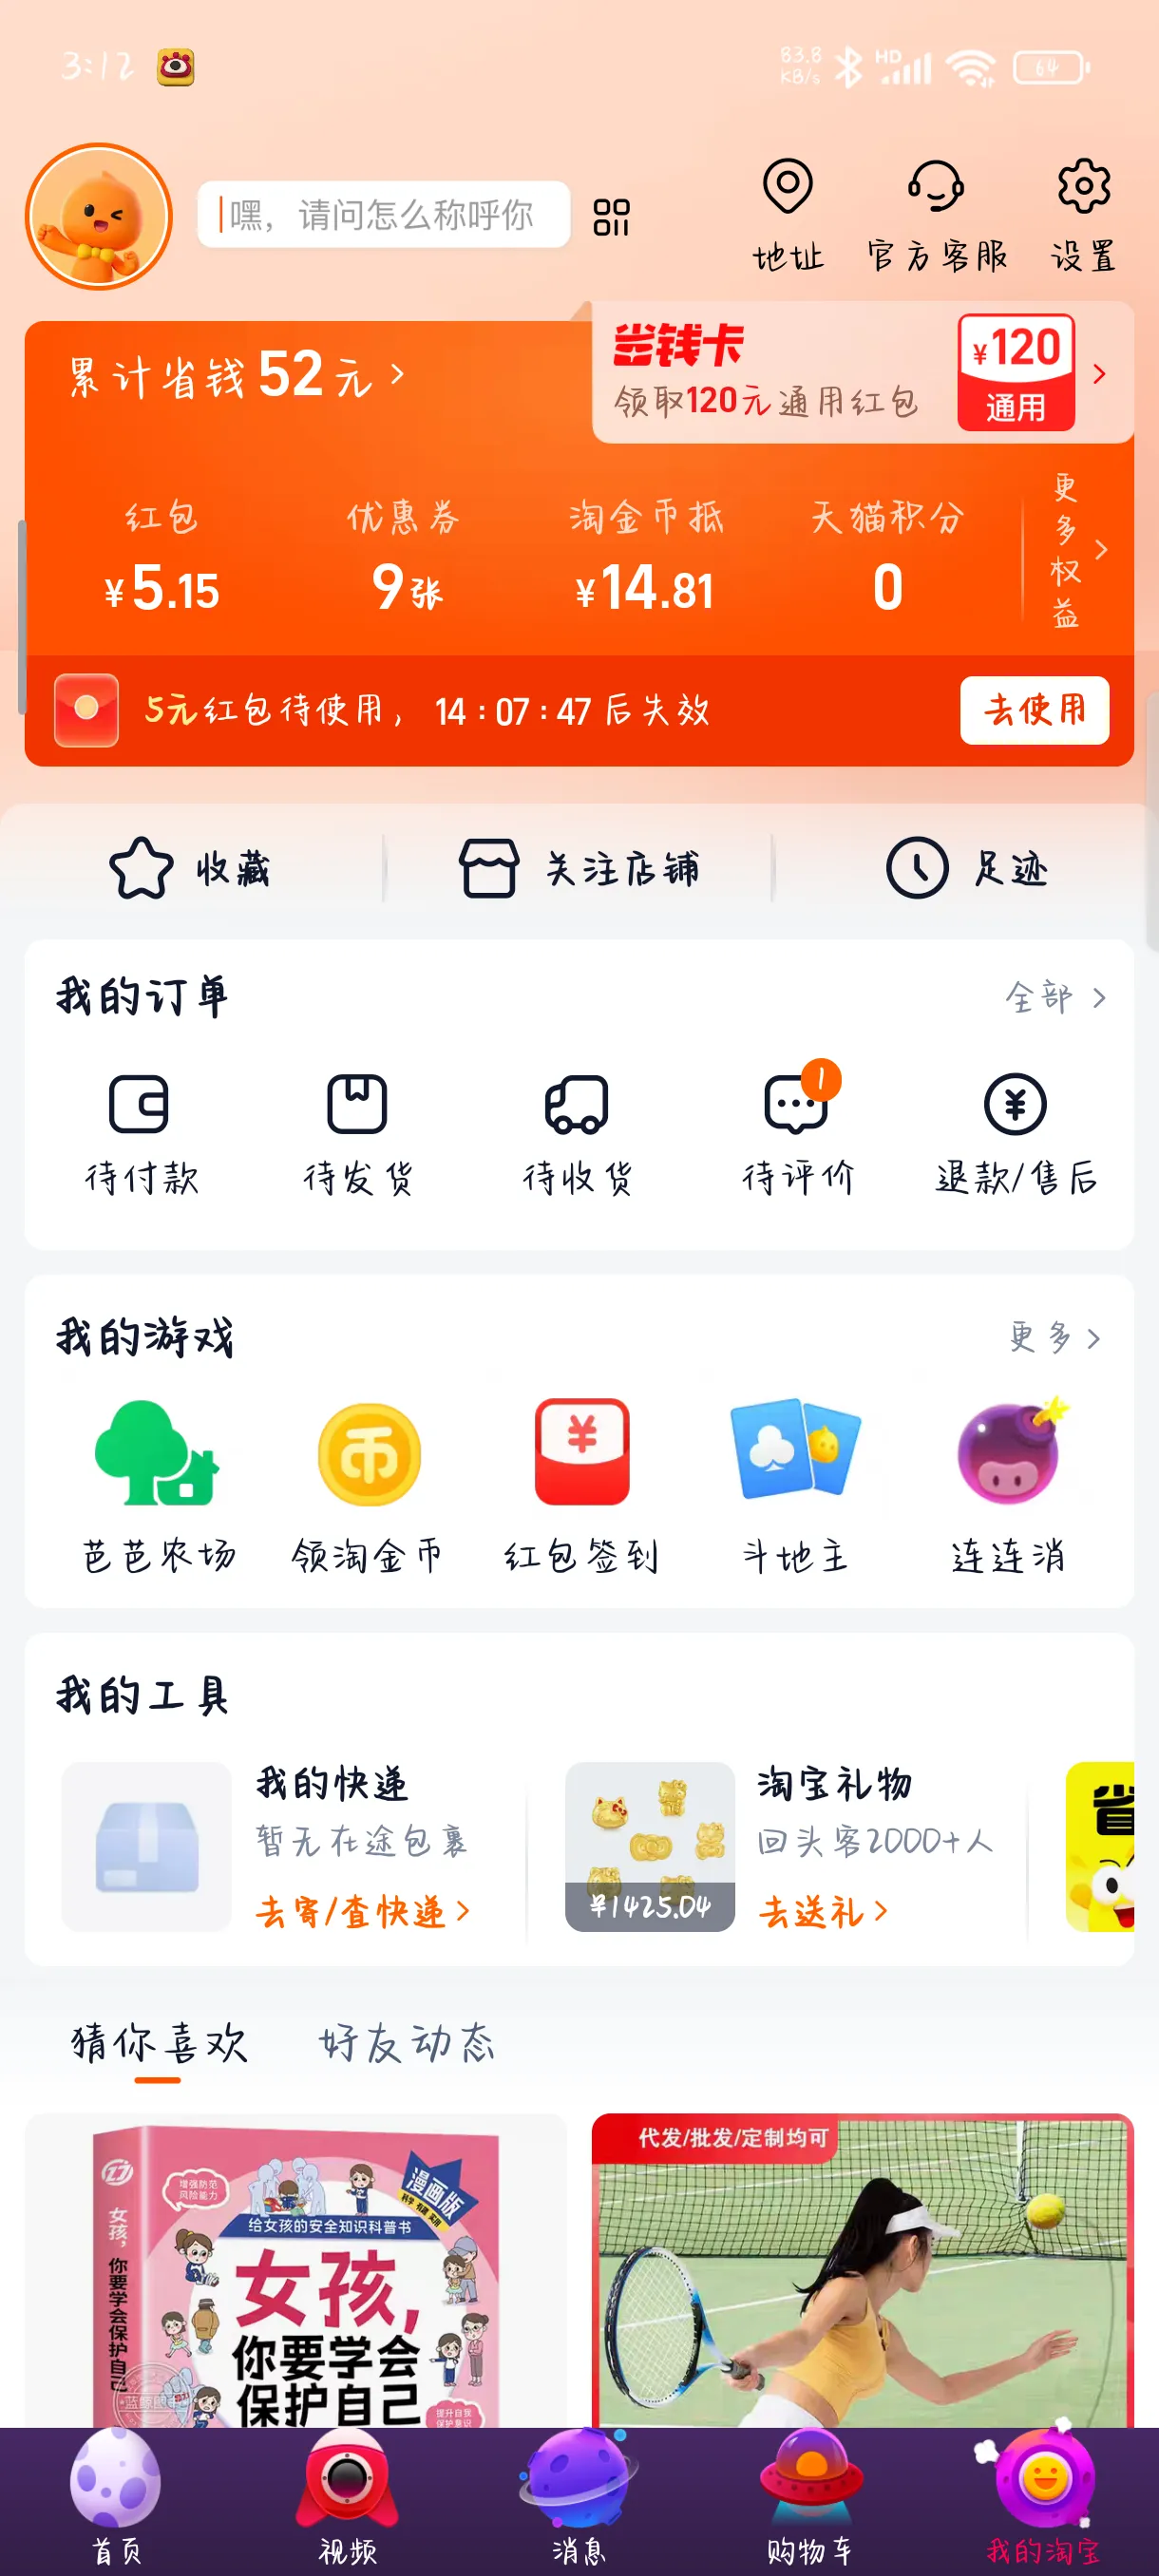 3:12
83.8
KB/s
HD
64
嘿，请问怎么称呼你
地址
官方客服
设置
累计省钱52元
省钱卡
领取120元通用红包
¥120
通用
红包
优惠券
淘金币抵
天猫积分
更多权益
¥5.15
9张
¥14.81
0
5元红包待使用，14:07:47后失效
去使用
收藏
关注店铺
足迹
我的订单
全部
1
待付款
待发货
待收货
待评价
退款/售后
我的游戏
更多
币
¥
芭芭农场
领淘金币
红包签到
斗地主
连连消
我的工具
我的快递
暂无在途包裹
去寄/查快递
¥1425.04
淘宝礼物
回头客2000+人
去送礼
省
猜你喜欢
好友动态
增强防范
风险能力
漫画版
科学 有趣 实用
给女孩的安全知识科普书
女孩,
你要学会
保护自己
提升自我
保护意识
女孩，你要学会保护自己
代发/批发/定制均可
首页
视频
消息
购物车
我的淘宝